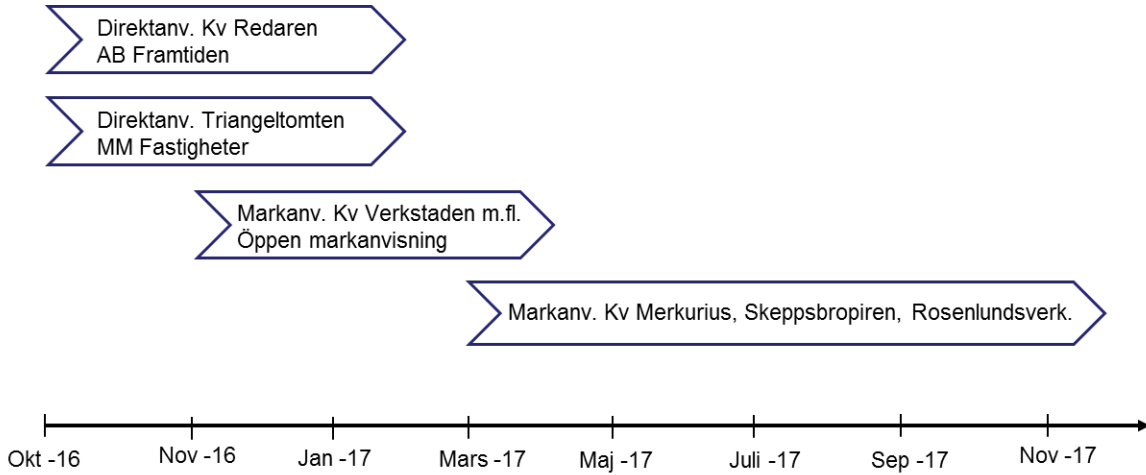 Direktanv. Kv Redaren
AB Framtiden
Direktanv. Triangeltomten
MM Fastigheter
Markanv. Kv Verkstaden m.fl.
Öppen markanvisning
Markanv. Kv Merkurius, Skeppsbropiren, Rosenlundsverk.
Okt -16
Nov -16
Jan -17
Mars -17
Maj -17
Juli -17
Sep -17
Nov -17